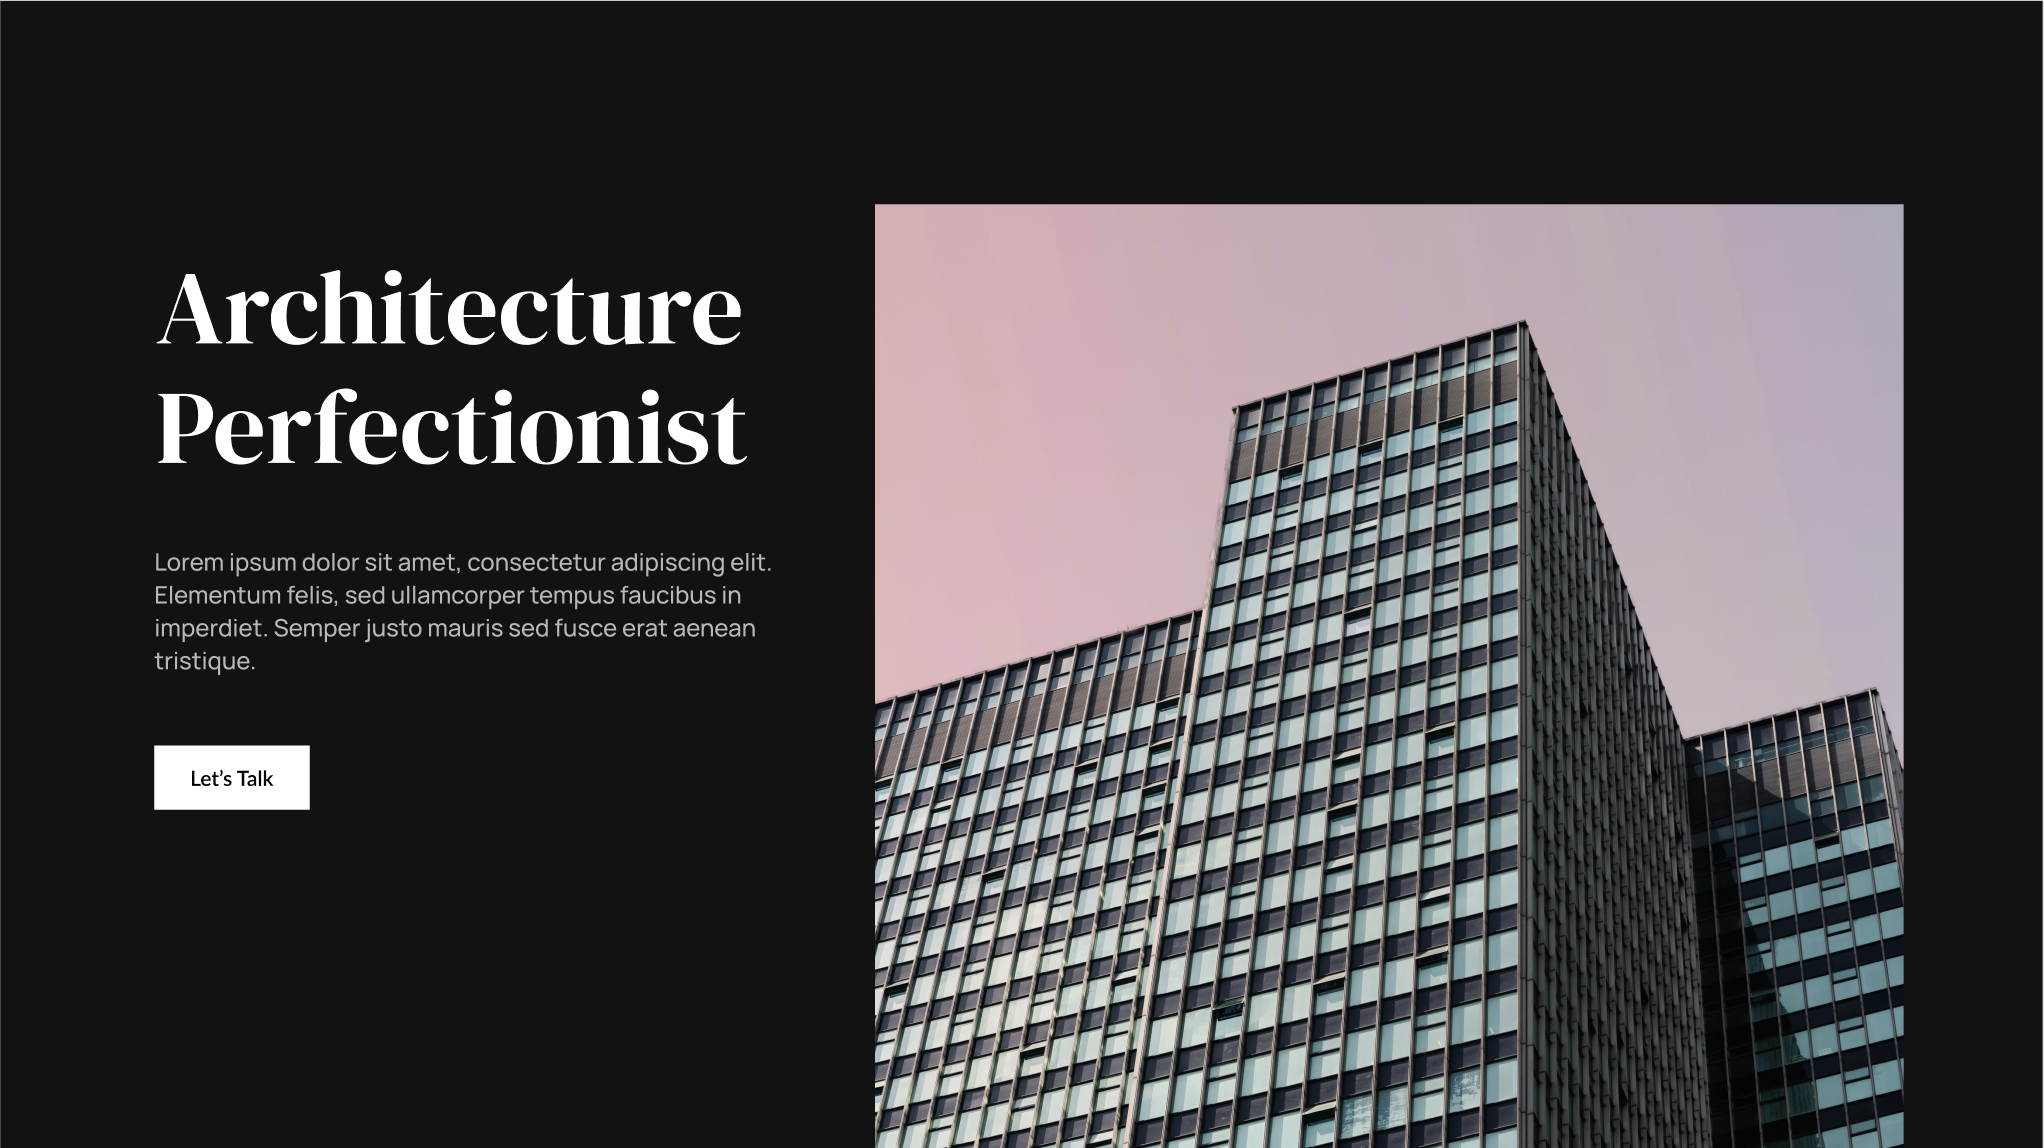 Architecture
Perfectionist
Lorem ipsum dolor sit amet, consectetur adipiscing elit.
Elementum felis, sed ullamcorper tempus faucibus in
imperdiet. Semper justo mauris sed fusce erat aenean
tristique.
Let’s Talk